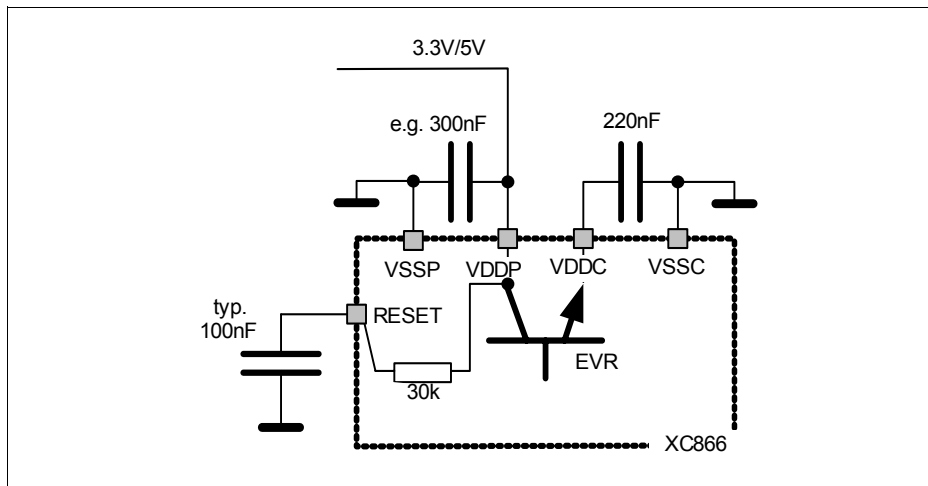 3.3V/5V
e.g. 300nF
220nF
VSSP
VDDP
VDDC
VSSC
typ.
100nF
RESET
EVR
30k
XC866